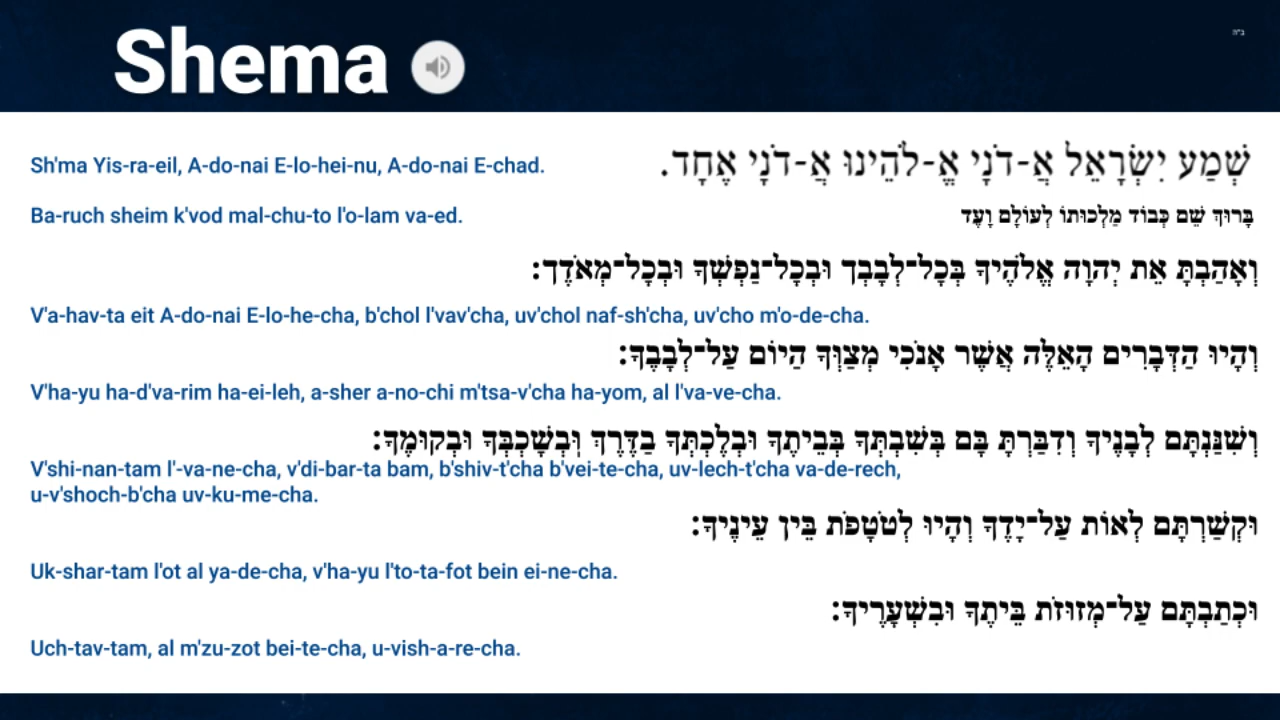 Shema
ב"ה
Sh'ma Yis-ra-eil, A-do-nai E-lo-hei-nu, A-do-nai E-chad.
שְׁמַע יִשְׂרָאֵל אֲ-דֹנָי אֱ-לֹהֵינוּ אֲ-דֹנָי אֶחָד.
Ba-ruch sheim k'vod mal-chu-to l'o-lam va-ed.
בָּרוּךְ שֵׁם כְּבוֹד מַלְכוּתוֹ לְעוֹלָם וָעֶד
וְאָהַבְתָּ אֵת יְהוָה אֱלֹהֶיךָ בְּכָל־לְבָבְךָ וּבְכָל־נַפְשְׁךָ וּבְכָל־מְאֹדֶךָ׃
V'a-hav-ta eit A-do-nai E-lo-he-cha, b'chol l'vav'cha, uv'chol naf-sh'cha, uv'cho m'o-de-cha.
וְהָיוּ הַדְּבָרִים הָאֵלֶּה אֲשֶׁר אָנֹכִי מְצַוְּךָ הַיּוֹם עַל־לְבָבֶךָ׃
V'ha-yu ha-d'va-rim ha-ei-leh, a-sher a-no-chi m'tsa-v'cha ha-yom, al l'va-ve-cha.
וְשִׁנַּנְתָּם לְבָנֶיךָ וְדִבַּרְתָּ בָּם בְּשִׁבְתְּךָ בְּבֵיתֶךָ וּבְלֶכְתְּךָ בַדֶּרֶךְ וּבְשָׁכְבְּךָ וּבְקוּמֶךָ׃
V'shi-nan-tam l'-va-ne-cha, v'di-bar-ta bam, b'shiv-t'cha b'vei-te-cha, uv-lech-t'cha va-de-rech,
u-v'shoch-b'cha uv-ku-me-cha.
וּקְשַׁרְתָּם לְאוֹת עַל־יָדֶךָ וְהָיוּ לְטֹטָפֹת בֵּין עֵינֶיךָ׃
Uk-shar-tam l'ot al ya-de-cha, v'ha-yu l'to-ta-fot bein ei-ne-cha.
וּכְתַבְתָּם עַל־מְזוּזֹת בֵּיתֶךָ וּבִשְׁעָרֶיךָ׃
Uch-tav-tam, al m'zu-zot bei-te-cha, u-vish-a-re-cha.